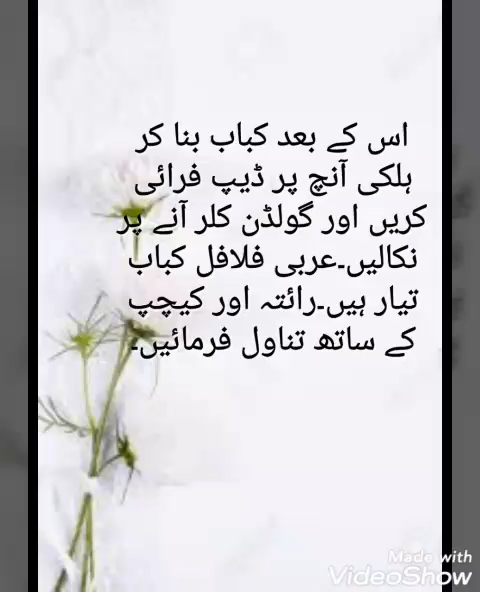 اس کے بعد کباب بنا کر
ہلکی آنچ پر ڈیپ فرائی
کریں اور گولڈن کلر آنے پر
نکالیں۔عربی فلافل کباب
تیار ہیں۔رائتہ اور کیچپ
کے ساتھ تناول فرمائیں۔
Made with
VideoShow